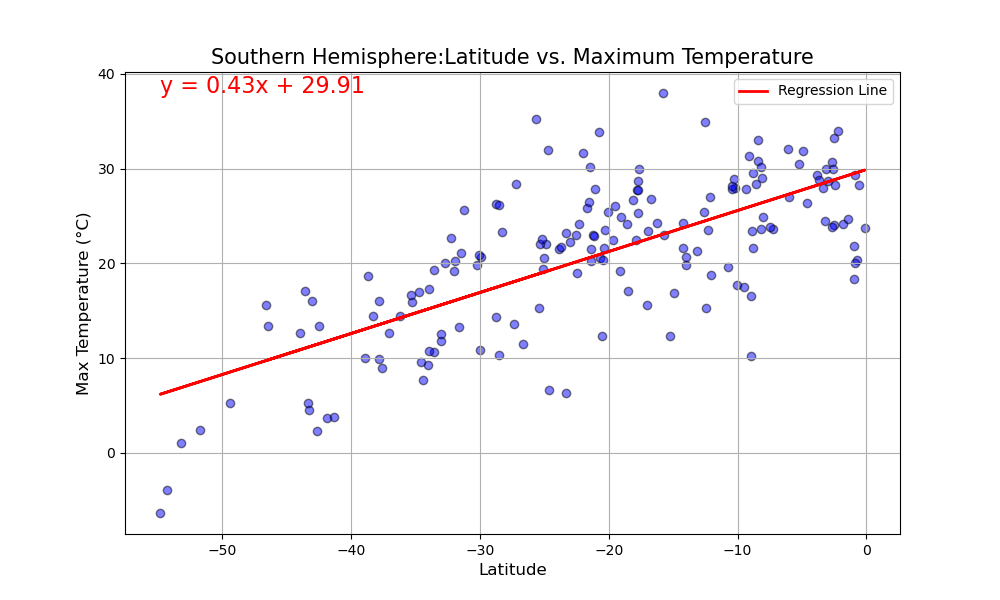 Southern Hemisphere:Latitude vs. Maximum Temperature
y = 0.43x + 29.91
Regression Line
Max Temperature (°C)
40
30
20
10
0
−50
−40
−30
−20
−10
0
Latitude